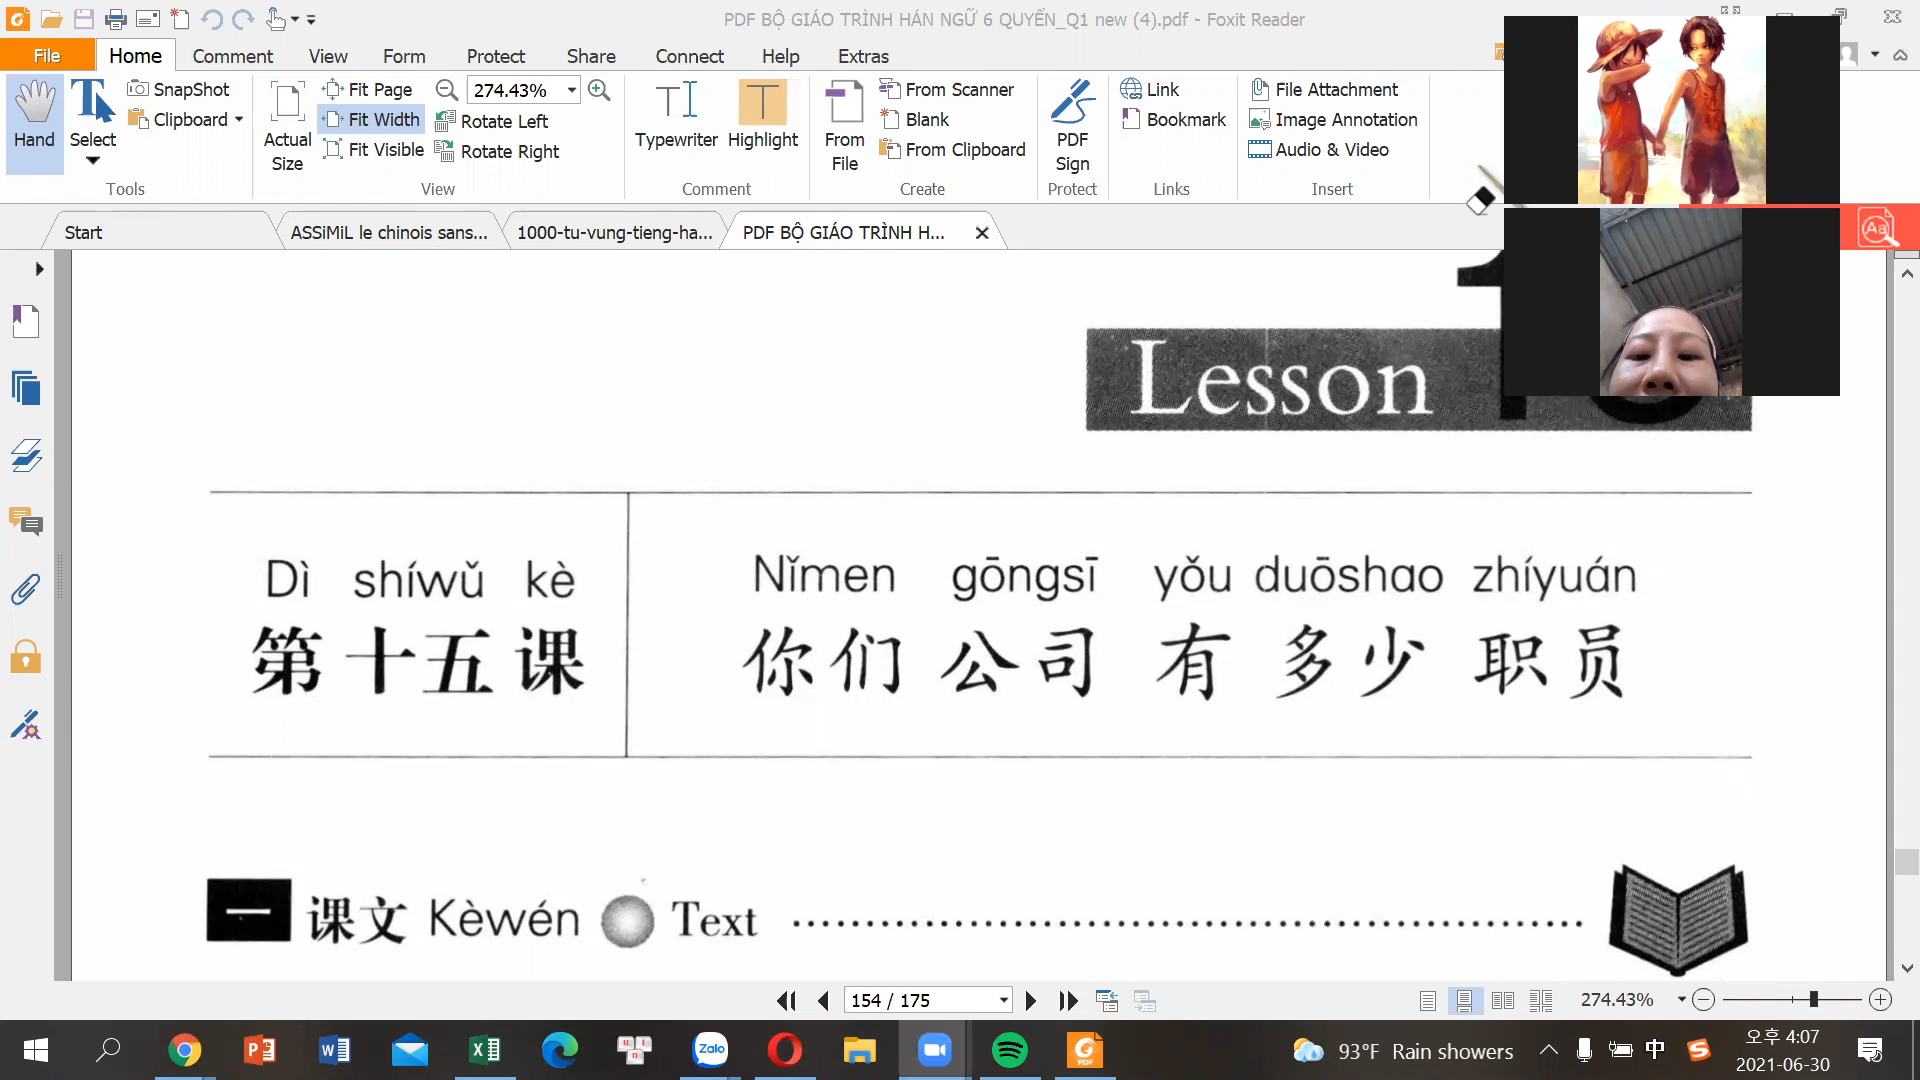 PDF BỘ GIÁO TRÌNH HÁN NGỮ 6 QUYỂN_Q1 new (4).pdf - Foxit Reader
File Home Comment View Form Protect Share Connect Help Extras
Hand
Select
SnapShot
Clipboard
Tools
Actual Size
Fit Page
Fit Width
Fit Visible
274.43%
Rotate Left
Rotate Right
View
Typewriter
Highlight
Comment
From File
From Scanner
Blank
From Clipboard
Create
PDF Sign
Protect
Link
Bookmark
Links
File Attachment
Image Annotation
Audio & Video
Insert
Start
ASSiMiL le chinois sans...
1000-tu-vung-tieng-ha...
PDF BỘ GIÁO TRÌNH H...
Lesson
Dì shíwǔ kè
第十五课
Nǐmen gōngsī yǒu duōshao zhíyuán
你们 公司 有 多少 职员
一 课文 Kèwén Text
154 / 175
274.43%
Zalo
93°F Rain showers
中
오후 4:07
2021-06-30